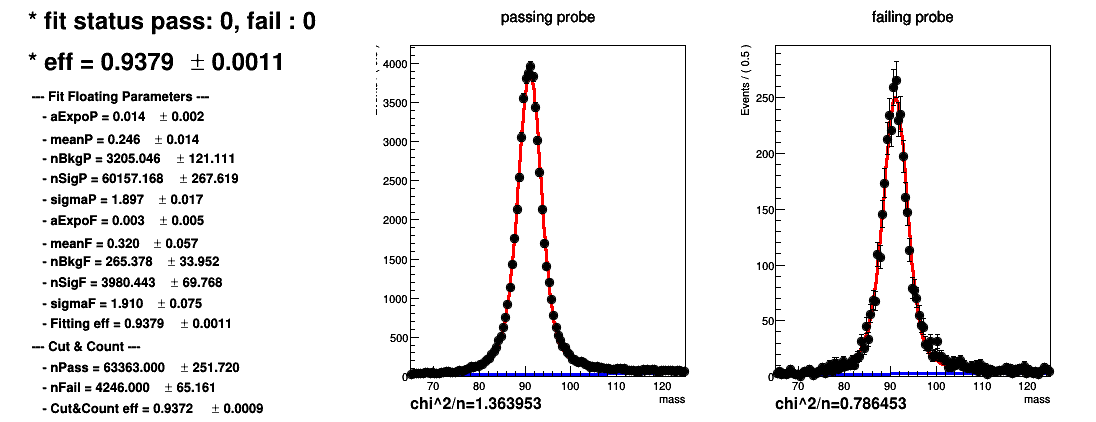 * fit status pass: 0, fail : 0
* eff = 0.9379 ± 0.0011
--- Fit Floating Parameters ---
- aExpoP = 0.014 ± 0.002
- meanP = 0.246 ± 0.014
- nBkgP = 3205.046 ± 121.111
- nSigP = 60157.168 ± 267.619
- sigmaP = 1.897 ± 0.017
- aExpoF = 0.003 ± 0.005
- meanF = 0.320 ± 0.057
- nBkgF = 265.378 ± 33.952
- nSigF = 3980.443 ± 69.768
- sigmaF = 1.910 ± 0.075
- Fitting eff = 0.9379 ± 0.0011
--- Cut & Count ---
- nPass = 63363.000 ± 251.720
- nFail = 4246.000 ± 65.161
- Cut&Count eff = 0.9372 ± 0.0009
passing probe
4000
3500
3000
2500
2000
1500
1000
500
0
70 80 90 100 110 120
mass
chi^2/n=1.363953
failing probe
Events / ( 0.5 )
250
200
150
100
50
0
70 80 90 100 110 120
mass
chi^2/n=0.786453